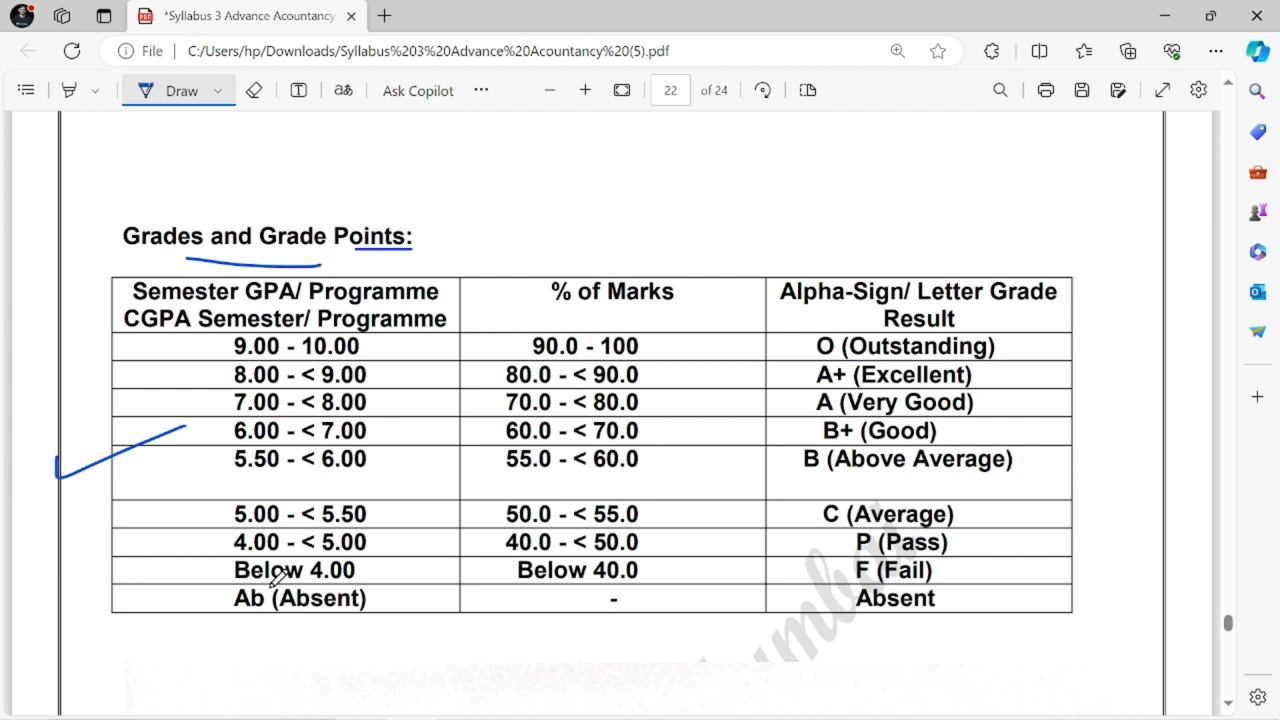 *Syllabus 3 Advance Acountancy
File
C:/Users/hp/Downloads/Syllabus%203%20Advance%20Acountancy%20(5).pdf
Draw
Ask Copilot
22 of 24
Grades and Grade Points:
Semester GPA/ Programme CGPA Semester/ Programme % of Marks Alpha-Sign/ Letter Grade Result
9.00 - 10.00 90.0 - 100 O (Outstanding)
8.00 - < 9.00 80.0 - < 90.0 A+ (Excellent)
7.00 - < 8.00 70.0 - < 80.0 A (Very Good)
6.00 - < 7.00 60.0 - < 70.0 B+ (Good)
5.50 - < 6.00 55.0 - < 60.0 B (Above Average)
5.00 - < 5.50 50.0 - < 55.0 C (Average)
4.00 - < 5.00 40.0 - < 50.0 P (Pass)
Below 4.00 Below 40.0 F (Fail)
Ab (Absent) - Absent